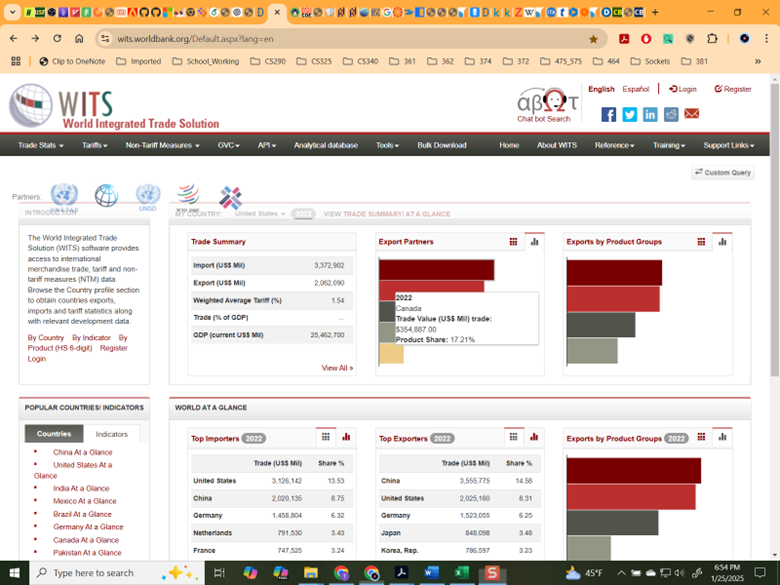 wits.worldbank.org/Default.aspx?lang=en
Clip to OneNote Imported School_Working CS290 CS325 CS340 361 362 374 372 475_575 464 Sockets 381
English Español Login Register
WITS
World Integrated Trade Solution
αβΩτ
Chat bot Search
Trade Stats Tariffs Non-Tariff Measures GVC API Analytical database Tools Bulk Download Home About WITS Reference Training Support Links
Custom Query
Partners:
UNCTAD
UNSD
WTO OMC
INTRODUCTION
MY COUNTRY: United States 2022 VIEW TRADE SUMMARY: AT A GLANCE
The World Integrated Trade
Solution (WITS) software provides
access to international
merchandise trade, tariff and non-
tariff measures (NTM) data.
Browse the Country profile section
to obtain countries exports,
imports and tariff statistics along
with relevant development data.
By Country By Indicator By
Product (HS 6-digit) Register
Login
Trade Summary
Import (US$ Mil) 3,372,902
Export (US$ Mil) 2,062,090
Weighted Average Tariff (%) 1.54
Trade (% of GDP) ...
GDP (current US$ Mil) 25,462,700
View All »
Export Partners
2022
Canada
Trade Value (US$ Mil) trade:
$354,887.00
Product Share: 17.21%
Exports by Product Groups
POPULAR COUNTRIES/ INDICATORS
Countries Indicators
China At a Glance
United States At a
Glance
India At a Glance
Mexico At a Glance
Brazil At a Glance
Germany At a Glance
Canada At a Glance
Pakistan At a Glance
WORLD AT A GLANCE
Top Importers 2022
Trade (US$ Mil) Share %
United States 3,126,142 13.53
China 2,020,135 8.75
Germany 1,458,804 6.32
Netherlands 791,530 3.43
France 747,525 3.24
Top Exporters 2022
Trade (US$ Mil) Share %
China 3,555,775 14.58
United States 2,025,180 8.31
Germany 1,523,055 6.25
Japan 848,098 3.48
Korea, Rep. 786,597 3.23
Exports by Product Groups 2022
Type here to search
45°F
6:54 PM
1/25/2025